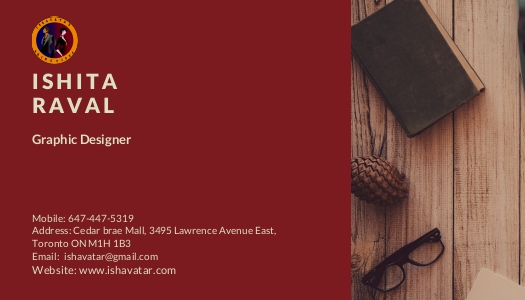 ISHITA
RAVAL
Graphic Designer
Mobile: 647-447-5319
Address: Cedar brae Mall, 3495 Lawrence Avenue East,
Toronto ON M1H 1B3
Email: ishavatar@gmail.com
Website: www.ishavatar.com